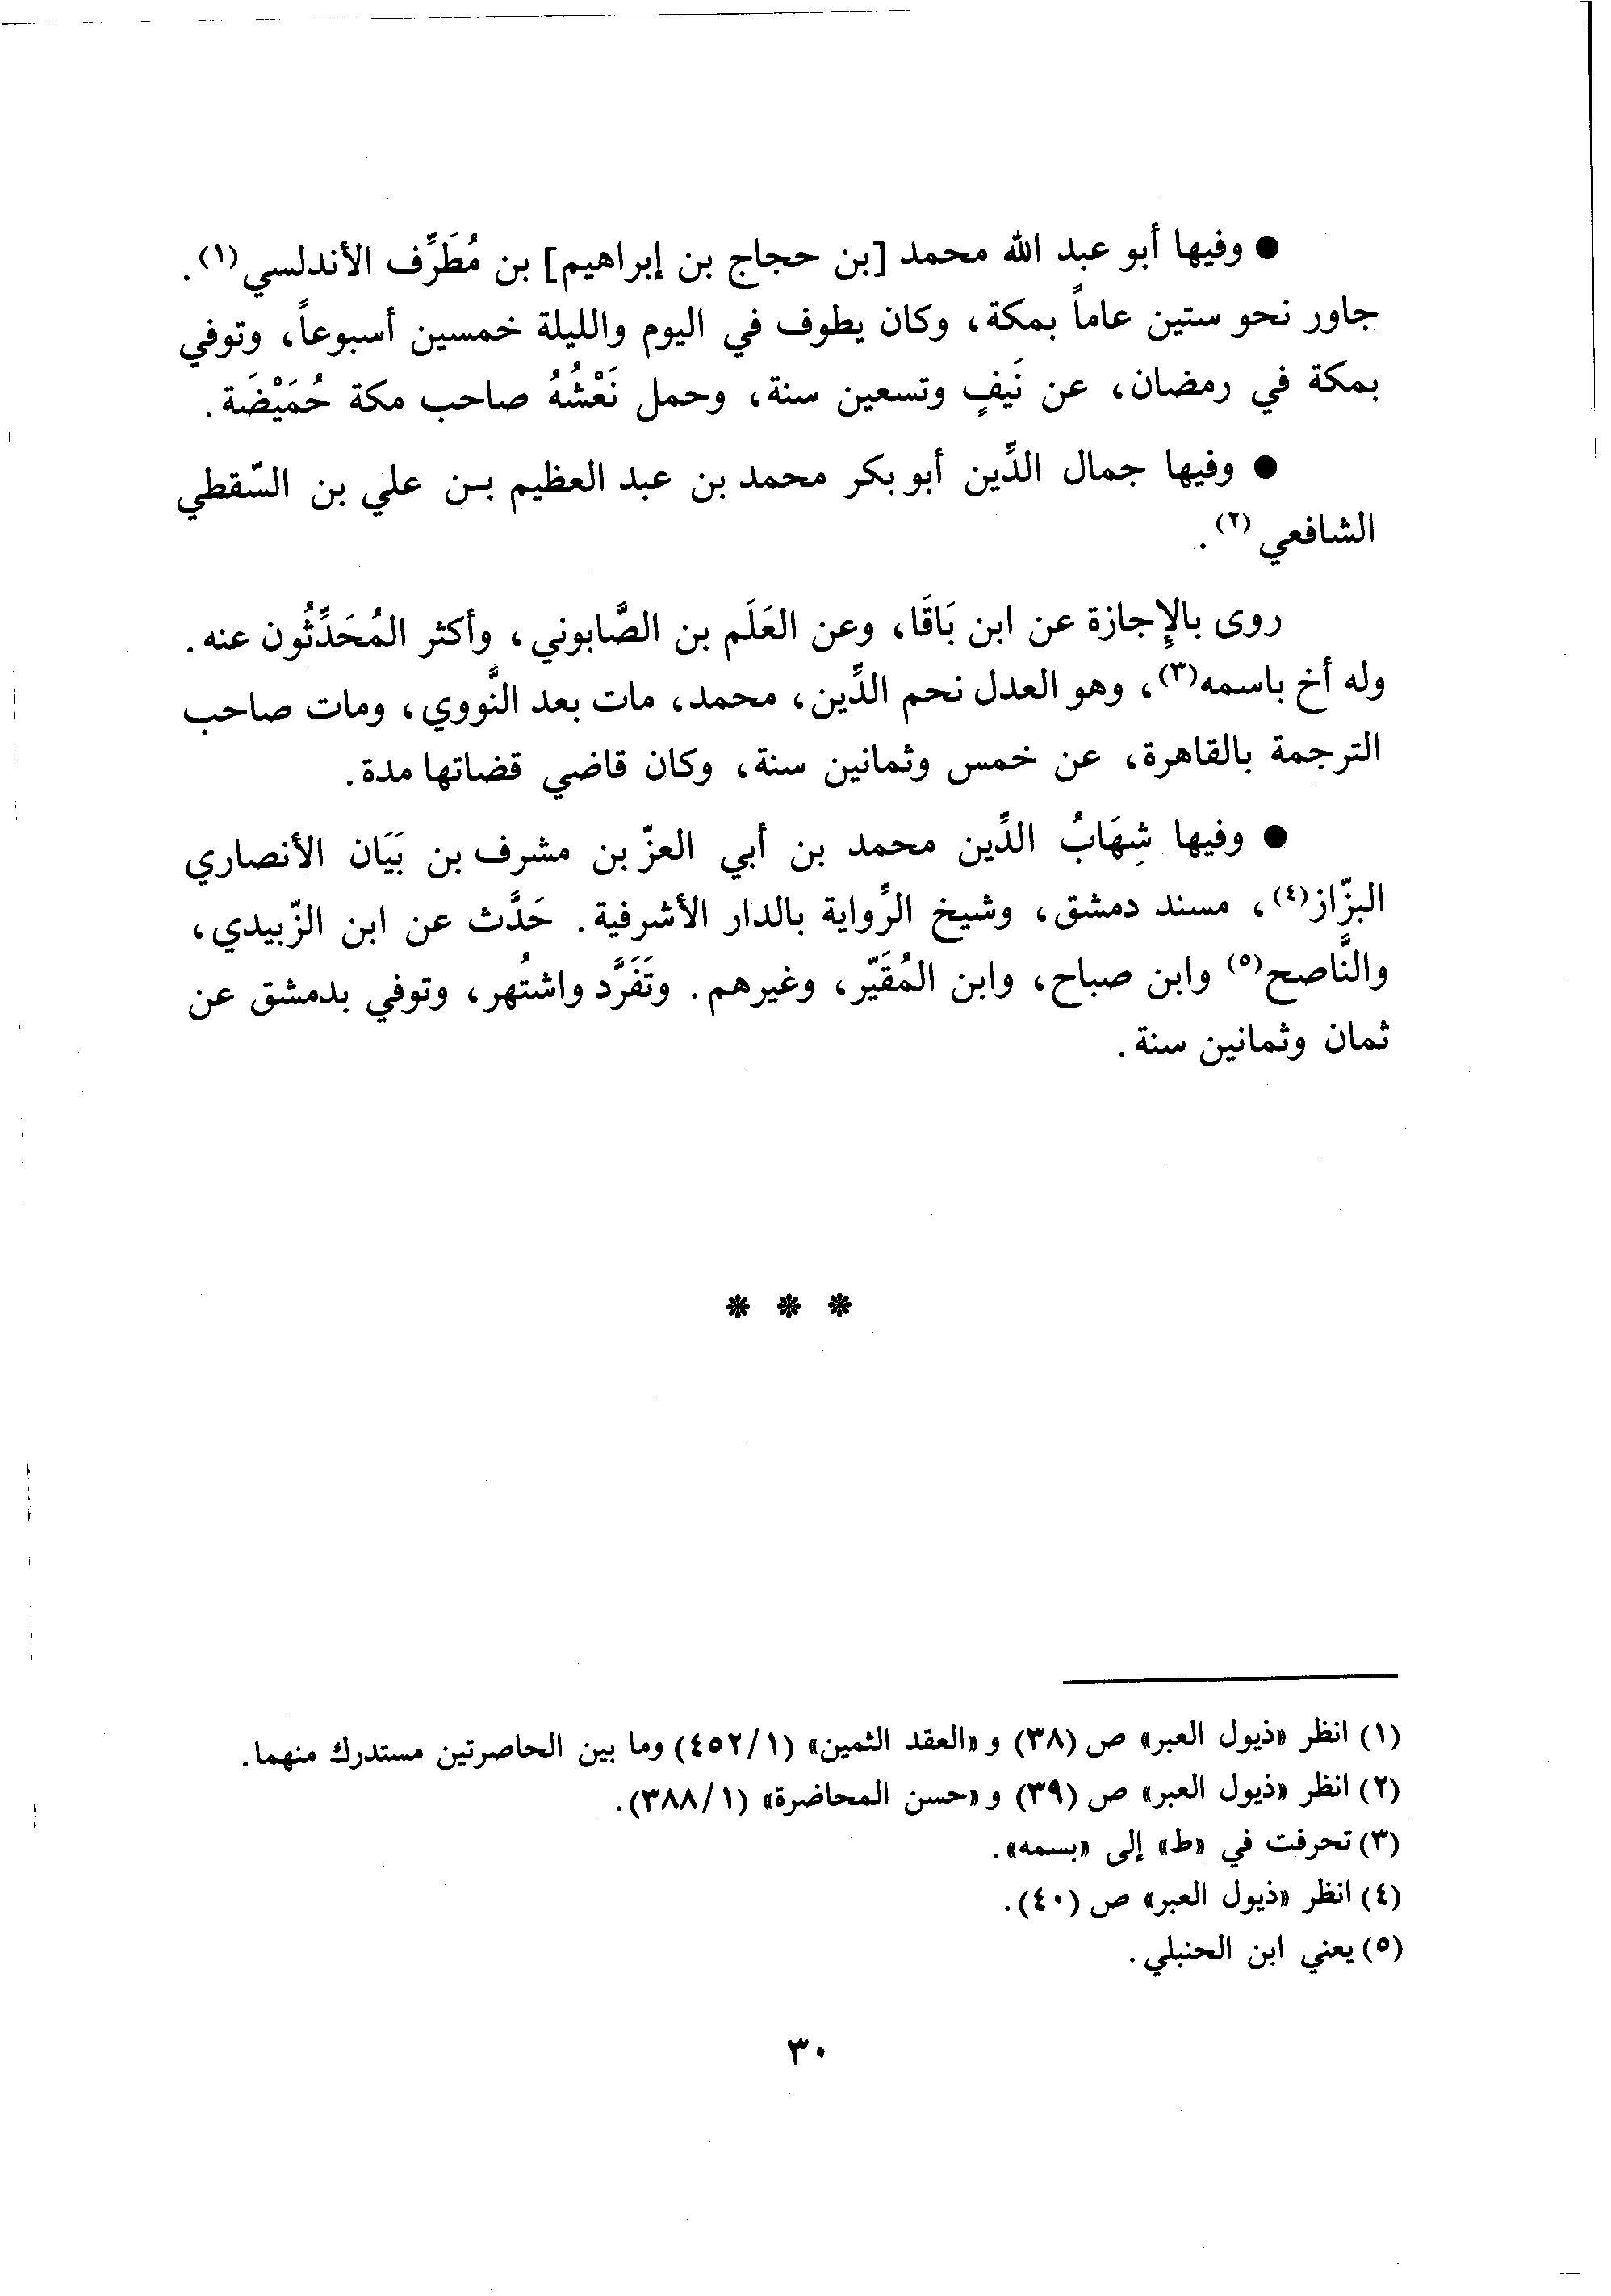 ● وفيها أبو عبد الله محمد [بن حجاج بن إبراهيم] بن مُطَرِّف الأندلسي(١).
جاور نحو ستين عاماً بمكة، وكان يطوف في اليوم والليلة خمسين أسبوعاً، وتوفي
بمكة في رمضان، عن نَيفٍ وتسعين سنة، وحمل نَعْشُهُ صاحب مكة حُمَيْضَة.
● وفيها جمال الدِّين أبو بكر محمد بن عبد العظيم بـن علي بن السّقطي
الشافعي(٢).
روى بالإِجازة عن ابن بَاقَا، وعن العَلَم بن الصَّابوني، وأكثر المُحَدِّثُون عنه.
وله أخ باسمه(٣)، وهو العدل نحم الدِّين، محمد، مات بعد النَّووي، ومات صاحب
الترجمة بالقاهرة، عن خمس وثمانين سنة، وكان قاضي قضاتها مدة.
● وفيها شِهَابُ الدِّين محمد بن أبي العزّ بن مشرف بن بَيَان الأنصاري
البزّاز(٤)، مسند دمشق، وشيخ الرِّواية بالدار الأشرفية. حَدَّث عن ابن الزّبيدي،
والنَّاصح(٥) وابن صباح، وابن المُقَيّر، وغيرهم. وتَفَرَّد واشتُهر، وتوفي بدمشق عن
ثمان وثمانين سنة.
* * *
(١) انظر «ذيول العبر» ص (٣٨) و «العقد الثمين» (٤٥٢/١) وما بين الحاصرتين مستدرك منهما.
(٢) انظر «ذيول العبر» ص (٣٩) و «حسن المحاضرة» (٣٨٨/١).
(٣) تحرفت في «ط» إلى «بسمه».
(٤) انظر «ذيول العبر» ص (٤٠).
(٥) يعني ابن الحنبلي.
٣٠